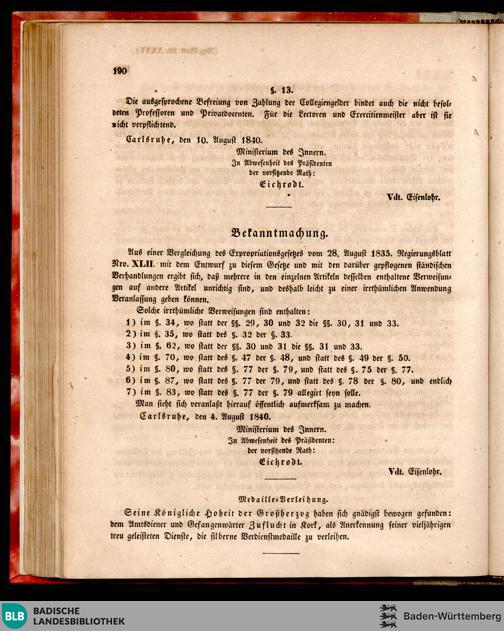 190
§. 13.
Die ausgesprochene Befreiung von Zahlung der Collegiengelder bindet auch die nicht besol-
deten Professoren und Privatdocenten. Für die Lectoren und Exercitienmeister aber ist sie
nicht verpflichtend.
Carlsruhe, den 10. August 1840.
Ministerium des Innern.
In Abwesenheit des Präsidenten
der vorsitzende Rath:
Eichrodt.
Vdt. Eisenlohr.
Bekanntmachung.
Aus einer Vergleichung des Expropriationsgesetzes vom 28. August 1835. Regierungsblatt
Nro. XLII. mit dem Entwurf zu diesem Gesetze und mit den darüber gepflogenen ständischen
Verhandlungen ergibt sich, daß mehrere in den einzelnen Artikeln desselben enthaltene Verweisun-
gen auf andere Artikel unrichtig sind, und deshalb leicht zu einer irrthümlichen Anwendung
Veranlassung geben können.
Solche irrthümliche Verweisungen sind enthalten:
1) im §. 34, wo statt der §§. 29, 30 und 32 die §§. 30, 31 und 33.
2) im §. 35, wo statt des §. 32 der §. 33.
3) im §. 62, wo statt der §§. 30 und 31 die §§. 31 und 33.
4) im §. 70, wo statt des §. 47 der §. 48, und statt des §. 49 der §. 50.
5) im §. 80, wo statt des §. 77 der §. 79, und statt des §. 75 der §. 77.
6) im §. 87, wo statt des §. 77 der 79, und statt des §. 78 der §. 80, und endlich
7) im §. 83, wo statt des §. 77 der §. 79 allegirt seyn solle.
Man sieht sich veranlaßt hierauf öffentlich aufmerksam zu machen.
Carlsruhe, den 4. August 1840.
Ministerium des Innern.
In Abwesenheit des Präsidenten:
der vorsitzende Rath:
Eichrodt.
Vdt. Eisenlohr.
Medaille-Verleihung.
Seine Königliche Hoheit der Großherzog haben sich gnädigst bewogen gefunden:
dem Amtsdiener und Gefangenwärter Zuflucht in Kork, als Anerkennung seiner vieljährigen
treu geleisteten Dienste, die silberne Verdienstmedaille zu verleihen.
BLB BADISCHE
LANDESBIBLIOTHEK
Baden-Württemberg